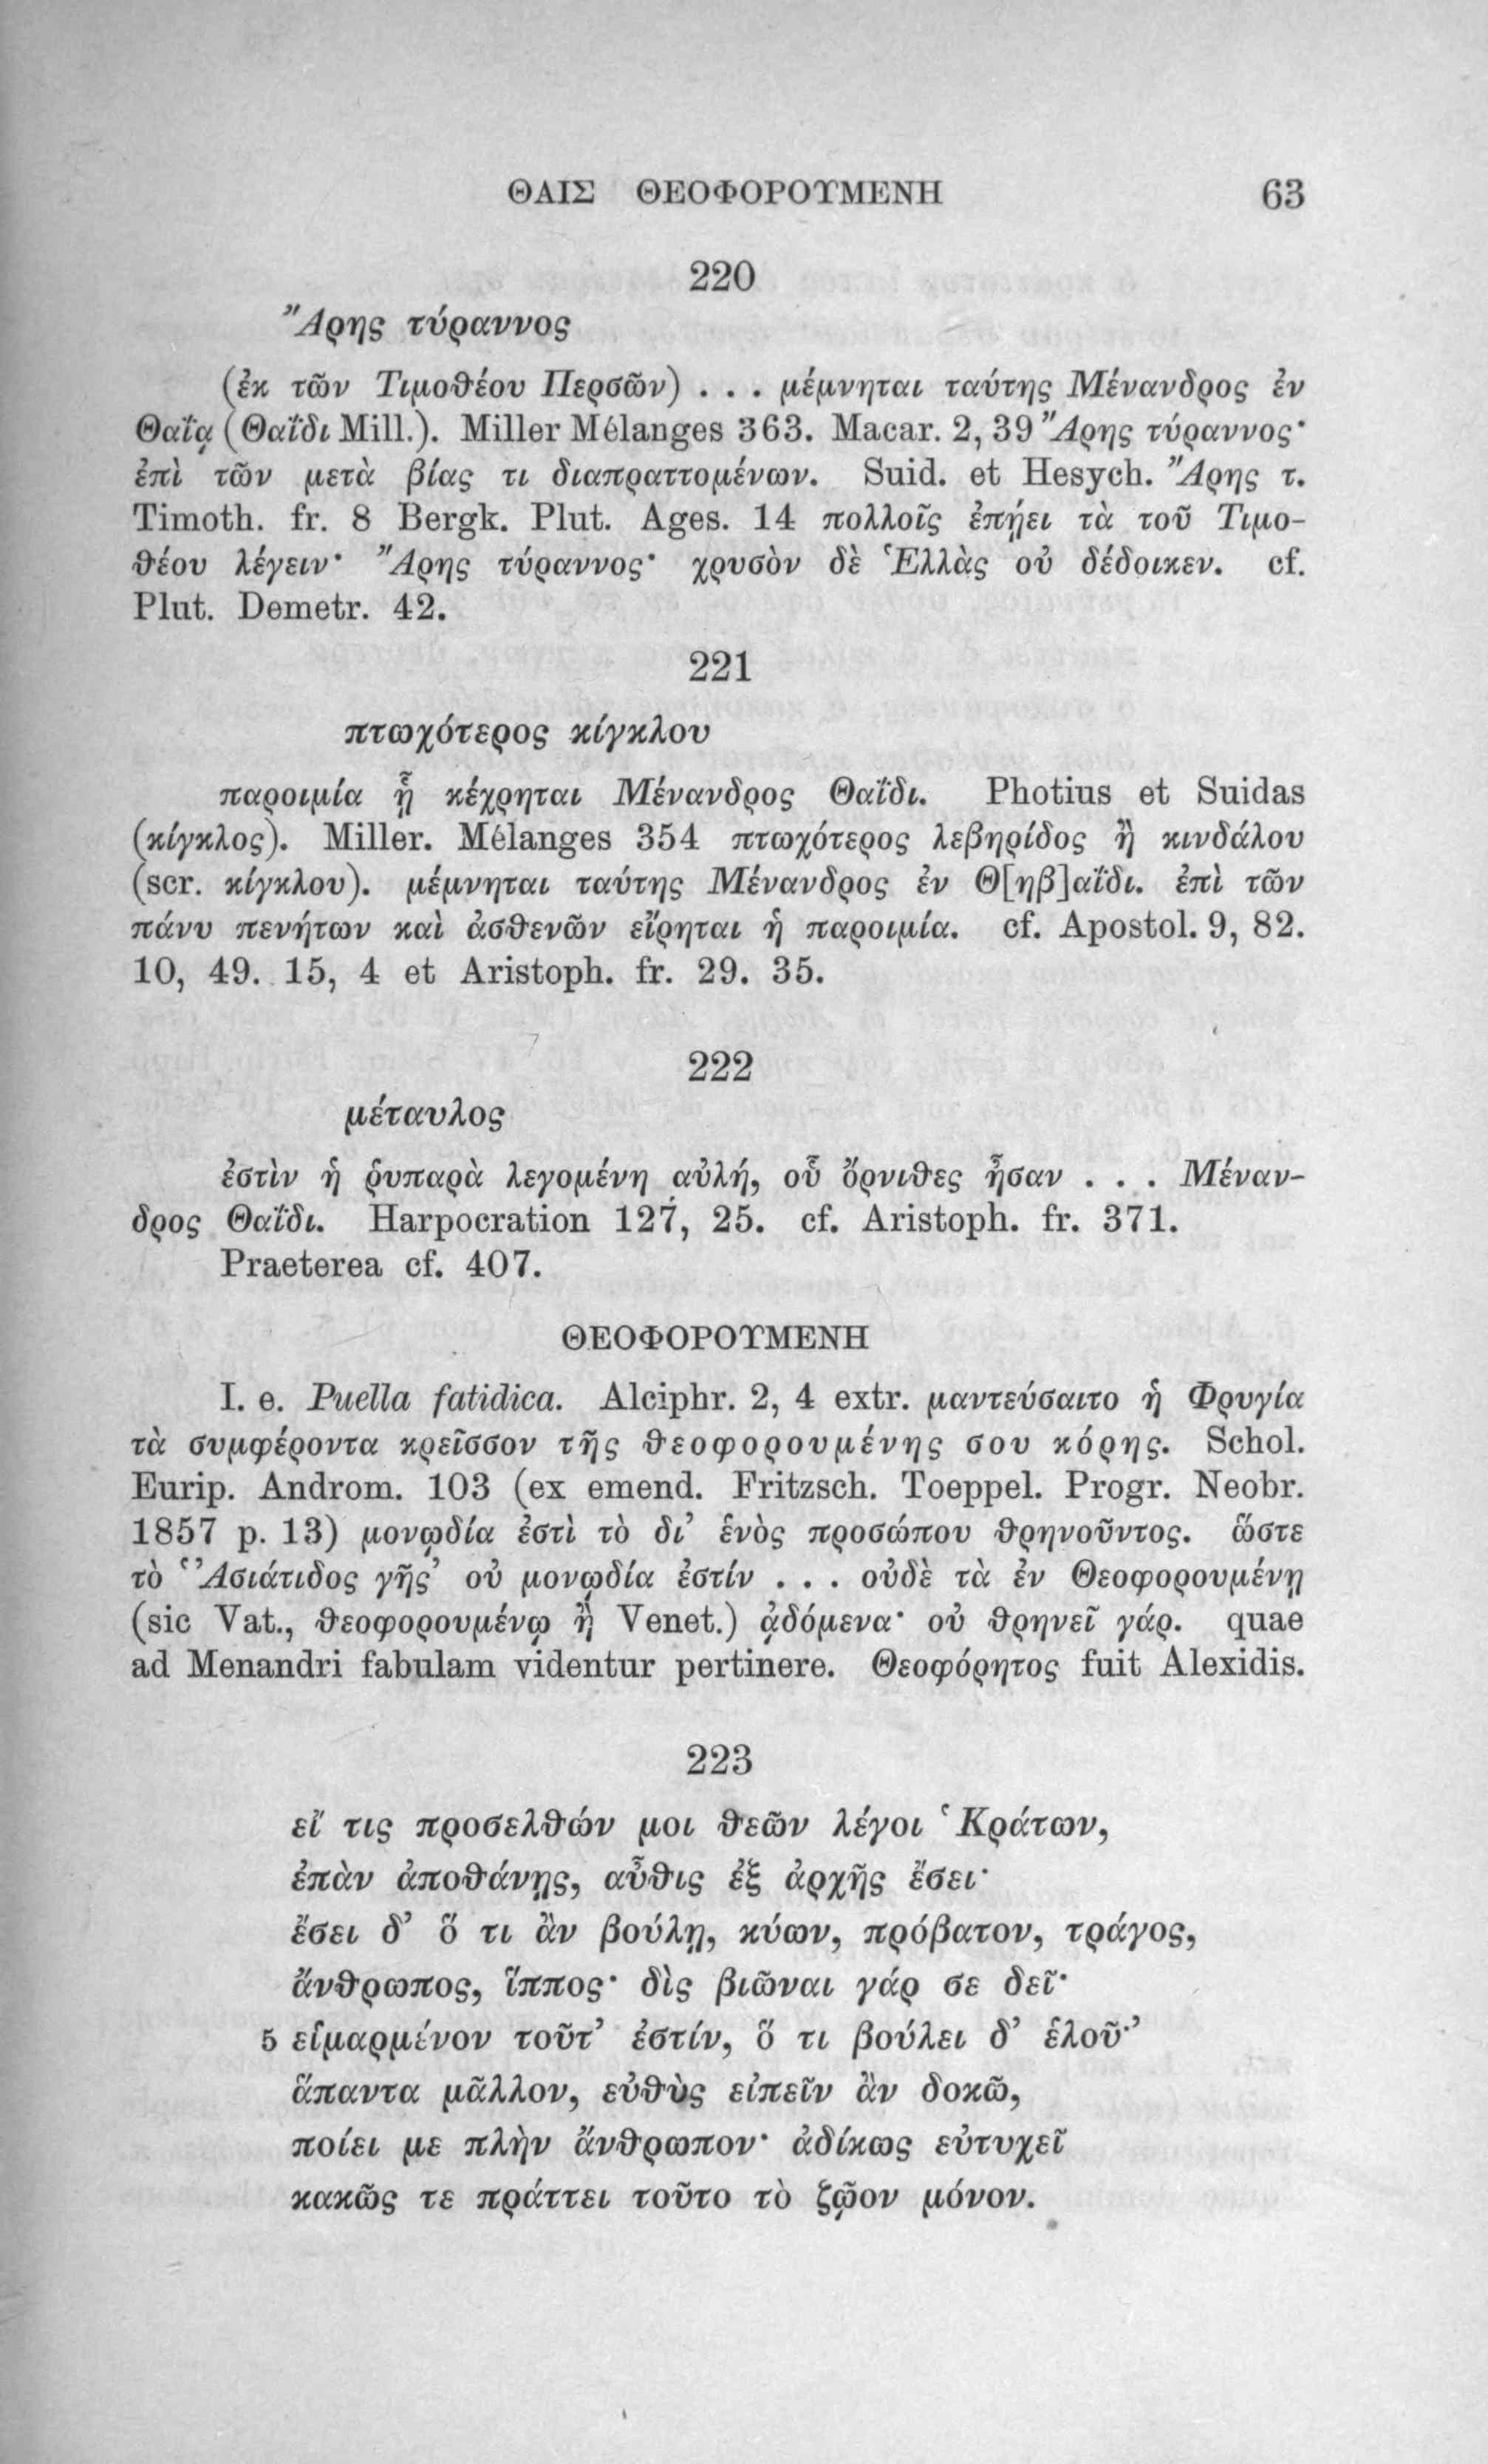 ΘΑΙΣ ΘΕΟΦΟΡΟΥΜΕΝΗ 63
220
Ἄρης τύραννος
(ἐκ τῶν Τιμοθέου Περσῶν) . . . μέμνηται ταύτης Μένανδρος ἐν
Θαΐᾳ (Θαΐδι Mill.). Miller Mélanges 363. Macar. 2, 39 Ἄρης τύραννος·
ἐπὶ τῶν μετὰ βίας τι διαπραττομένων. Suid. et Hesych. Ἄρης τ.
Timoth. fr. 8 Bergk. Plut. Ages. 14 πολλοῖς ἐπῄει τὰ τοῦ Τιμο-
θέου λέγειν· Ἄρης τύραννος· χρυσὸν δὲ Ἑλλὰς οὐ δέδοικεν. cf.
Plut. Demetr. 42.
221
πτωχότερος κίγκλου
παροιμία ᾗ κέχρηται Μένανδρος Θαΐδι. Photius et Suidas
(κίγκλος). Miller. Mélanges 354 πτωχότερος λεβηρίδος ἢ κινδάλου
(scr. κίγκλου). μέμνηται ταύτης Μένανδρος ἐν Θ[ηβ]αΐδι. ἐπὶ τῶν
πάνυ πενήτων καὶ ἀσθενῶν εἴρηται ἡ παροιμία. cf. Apostol. 9, 82.
10, 49. 15, 4 et Aristoph. fr. 29. 35.
222
μέταυλος
ἐστὶν ἡ ῥυπαρὰ λεγομένη αὐλή, οὗ ὄρνιθες ἦσαν . . . Μέναν-
δρος Θαΐδι. Harpocration 127, 25. cf. Aristoph. fr. 371.
Praeterea cf. 407.
ΘΕΟΦΟΡΟΥΜΕΝΗ
I. e. Puella fatidica. Alciphr. 2, 4 extr. μαντεύσαιτο ἡ Φρυγία
τὰ συμφέροντα κρεῖσσον τῆς θεοφορουμένης σου κόρης. Schol.
Eurip. Androm. 103 (ex emend. Fritzsch. Toeppel. Progr. Neobr.
1857 p. 13) μονῳδία ἐστὶ τὸ δι’ ἑνὸς προσώπου θρηνοῦντος. ὥστε
τὸ ‘Ἀσιάτιδος γῆς’ οὐ μονῳδία ἐστίν . . . οὐδὲ τὰ ἐν Θεοφορουμένῃ
(sic Vat., θεοφορουμένῳ ἢ Venet.) ᾀδόμενα· οὐ θρηνεῖ γάρ. quae
ad Menandri fabulam videntur pertinere. Θεοφόρητος fuit Alexidis.
223
εἴ τις προσελθών μοι θεῶν λέγοι ‘Κράτων,
ἐπὰν ἀποθάνῃς, αὖθις ἐξ ἀρχῆς ἔσει·
ἔσει δ’ ὅ τι ἂν βούλῃ, κύων, πρόβατον, τράγος,
ἄνθρωπος, ἵππος· δὶς βιῶναι γάρ σε δεῖ·
5 εἱμαρμένον τοῦτ’ ἐστίν, ὅ τι βούλει δ’ ἑλοῦ·’
ἅπαντα μᾶλλον, εὐθὺς εἰπεῖν ἂν δοκῶ,
ποίει με πλὴν ἄνθρωπον· ἀδίκως εὐτυχεῖ
κακῶς τε πράττει τοῦτο τὸ ζῷον μόνον.